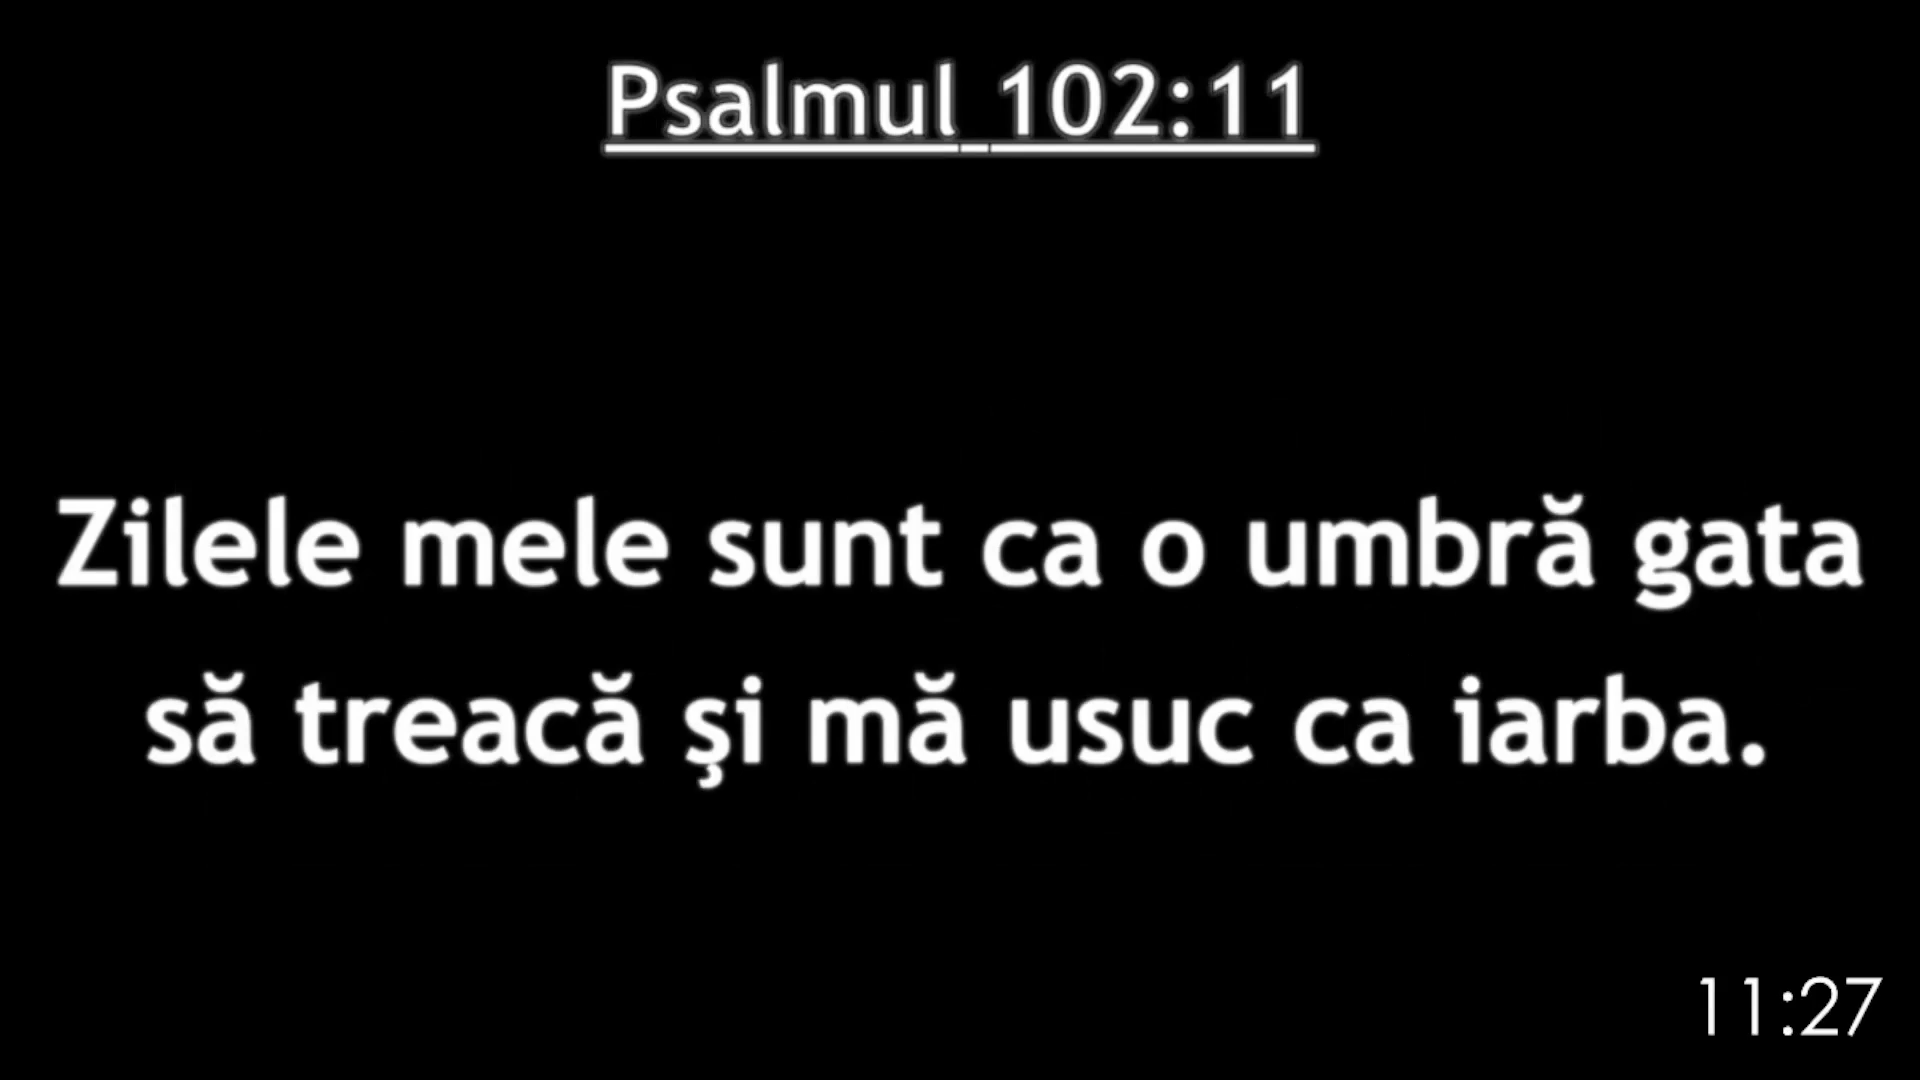 Psalmul 102:11
Zilele mele sunt ca o umbră gata
să treacă şi mă usuc ca iarba.
11:27